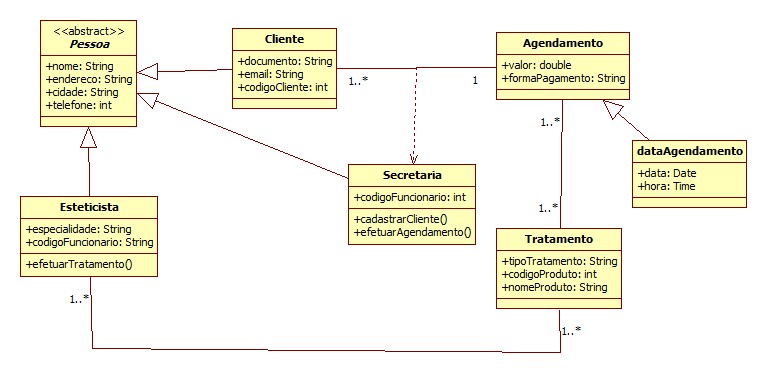 <<abstract>>
Pessoa
+nome: String
+endereco: String
+cidade: String
+telefone: int
Cliente
+documento: String
+email: String
+codigoCliente: int
1..*
1
Agendamento
+valor: double
+formaPagamento: String
1..*
dataAgendamento
+data: Date
+hora: Time
Secretaria
+codigoFuncionario: int
+cadastrarCliente()
+efetuarAgendamento()
Esteticista
+especialidade: String
+codigoFuncionario: String
+efetuarTratamento()
1..*
1..*
Tratamento
+tipoTratamento: String
+codigoProduto: int
+nomeProduto: String
1..*